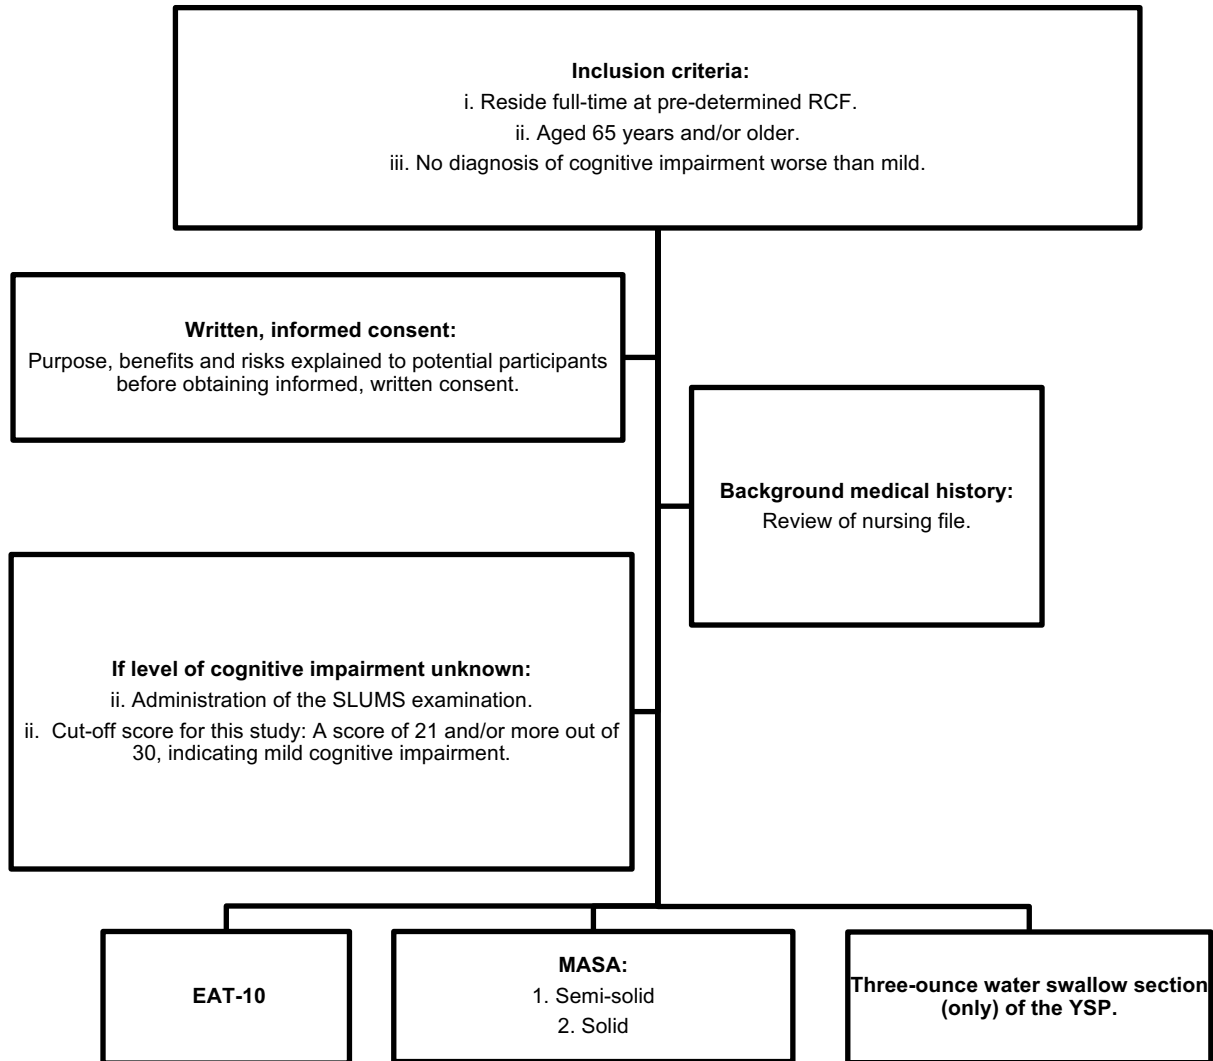 Inclusion criteria:
i. Reside full-time at pre-determined RCF.
ii. Aged 65 years and/or older.
iii. No diagnosis of cognitive impairment worse than mild.
Written, informed consent:
Purpose, benefits and risks explained to potential participants
before obtaining informed, written consent.
Background medical history:
Review of nursing file.
If level of cognitive impairment unknown:
ii. Administration of the SLUMS examination.
ii. Cut-off score for this study: A score of 21 and/or more out of
30, indicating mild cognitive impairment.
EAT-10
MASA:
1. Semi-solid
2. Solid
Three-ounce water swallow section
(only) of the YSP.